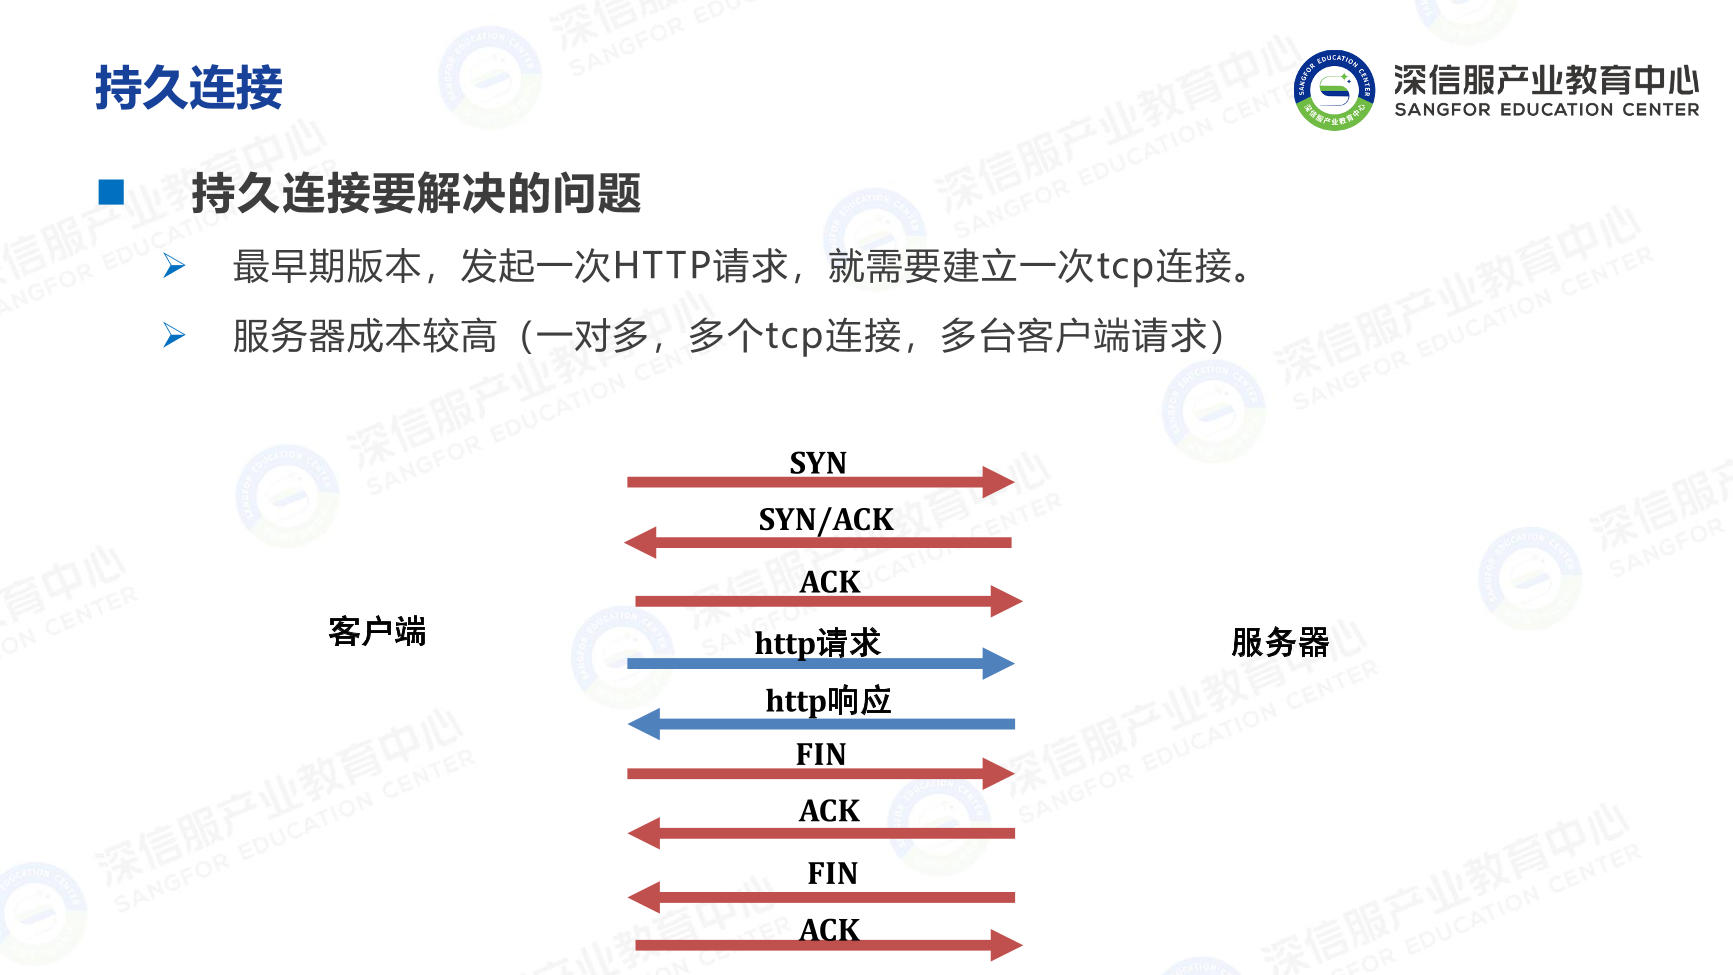 持久连接
深信服产业教育中心
SANGFOR EDUCATION CENTER
持久连接要解决的问题
最早期版本，发起一次HTTP请求，就需要建立一次tcp连接。
服务器成本较高（一对多，多个tcp连接，多台客户端请求）
SYN
SYN/ACK
ACK
客户端
http请求
服务器
http响应
FIN
ACK
FIN
ACK